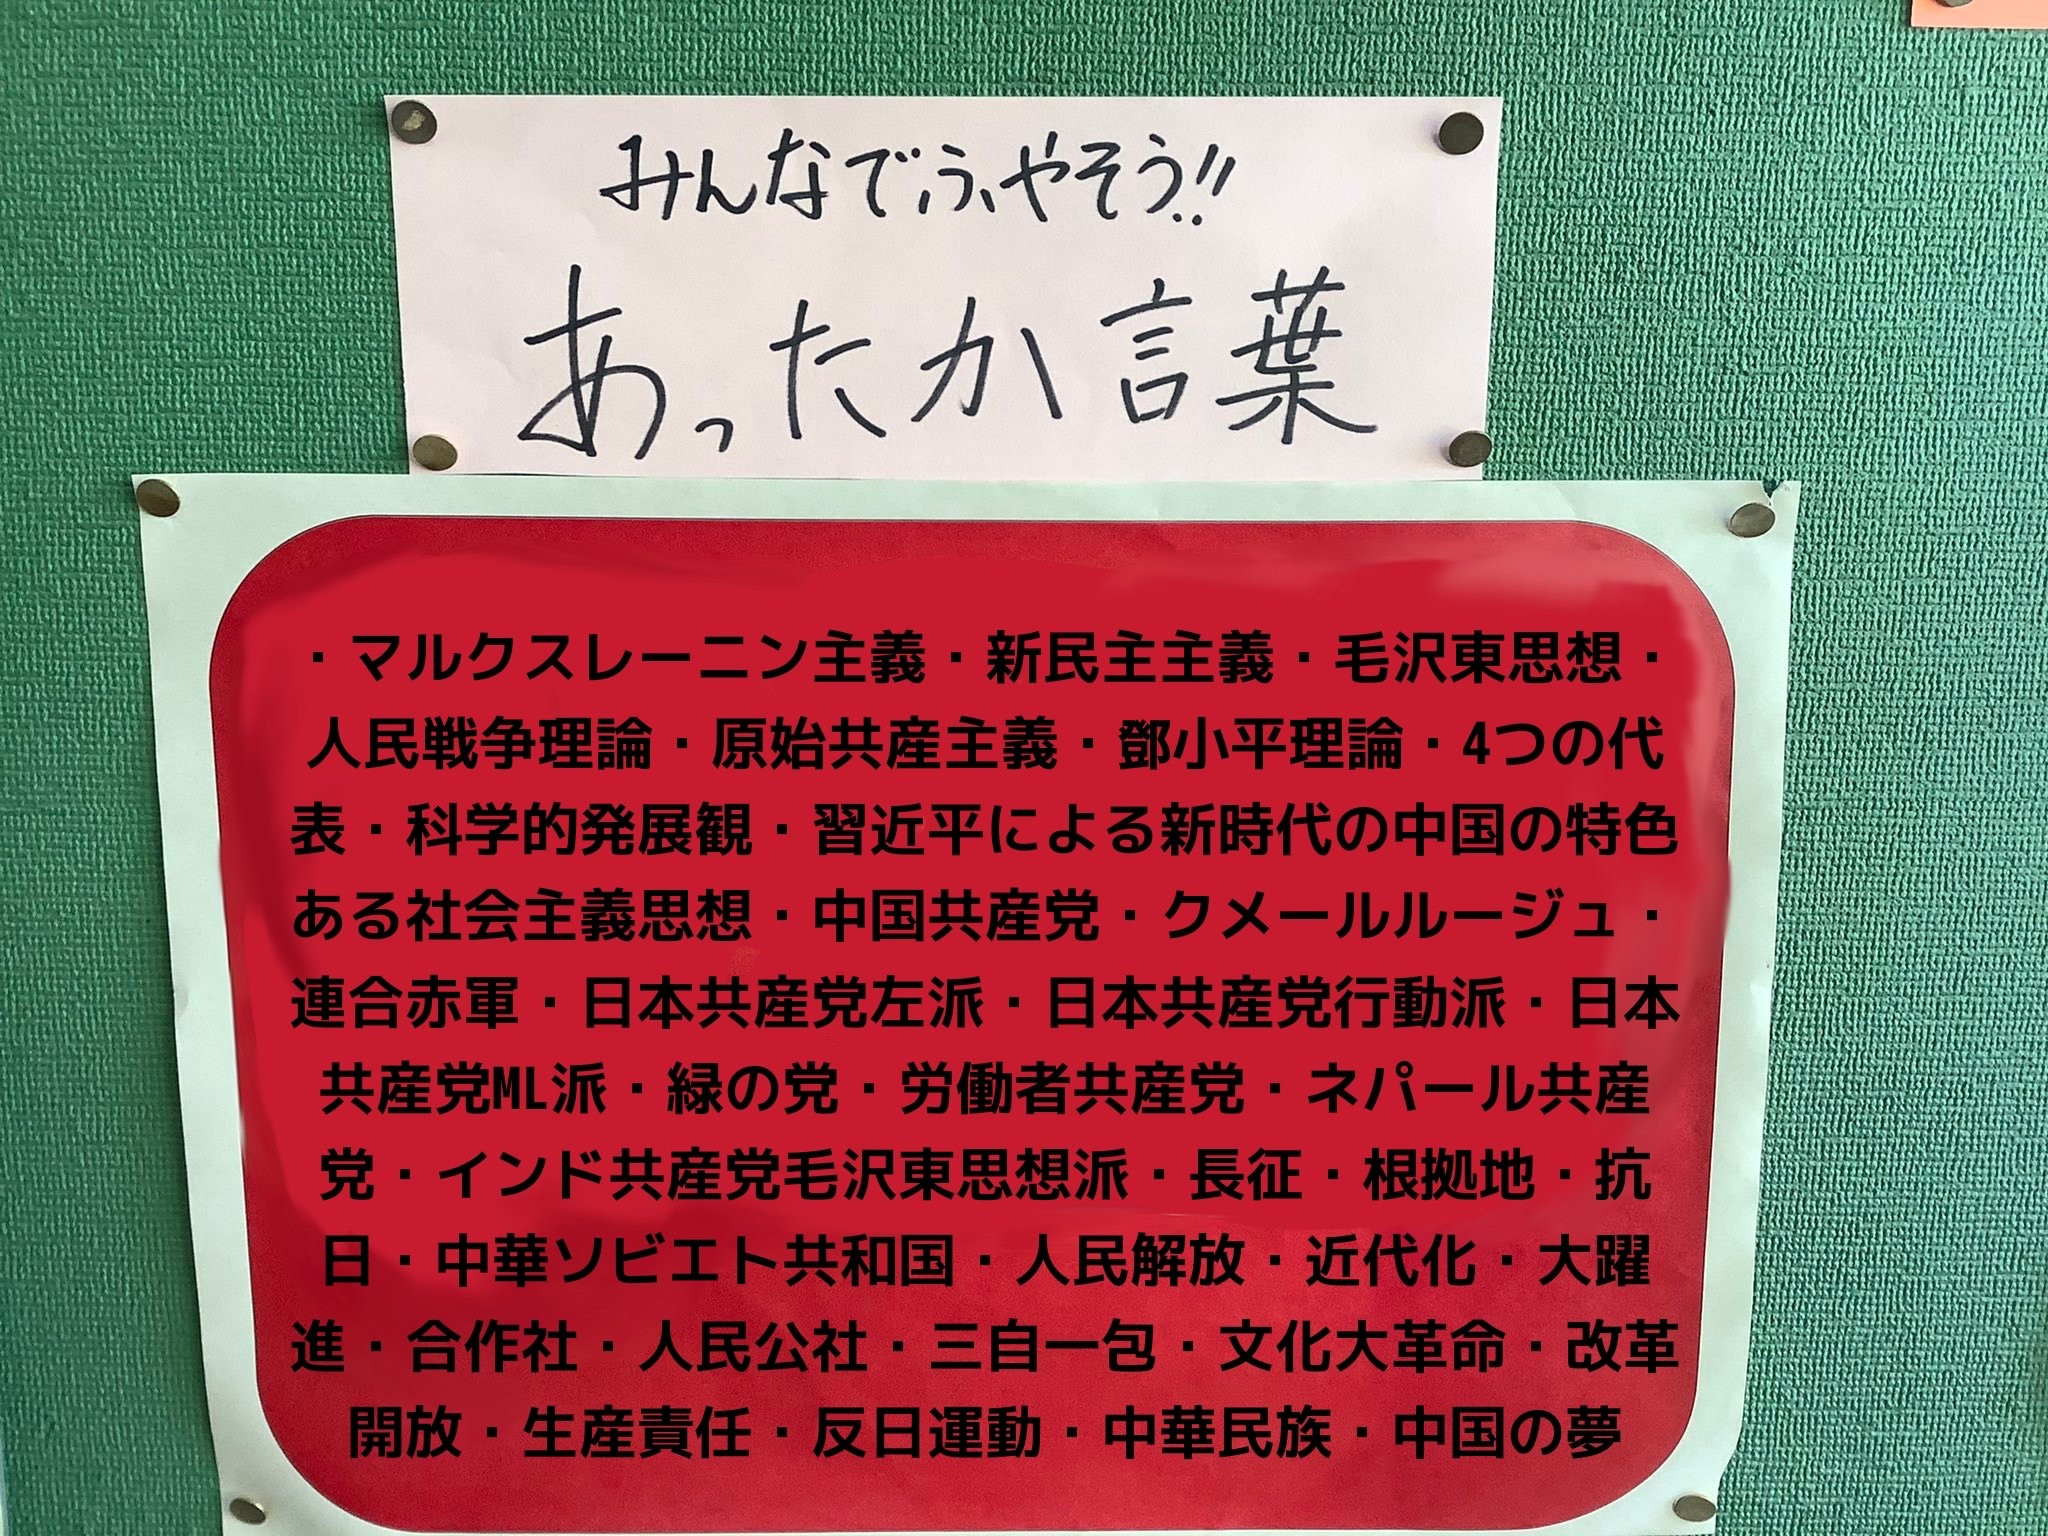 みんなでふやそう!!
あったか言葉
・マルクスレーニン主義・新民主主義・毛沢東思想・
人民戦争理論・原始共産主義・鄧小平理論・4つの代
表・科学的発展観・習近平による新時代の中国の特色
ある社会主義思想・中国共産党・クメールルージュ・
連合赤軍・日本共産党左派・日本共産党行動派・日本
共産党ML派・緑の党・労働者共産党・ネパール共産
党・インド共産党毛沢東思想派・長征・根拠地・抗
日・中華ソビエト共和国・人民解放・近代化・大躍
進・合作社・人民公社・三自一包・文化大革命・改革
開放・生産責任・反日運動・中華民族・中国の夢